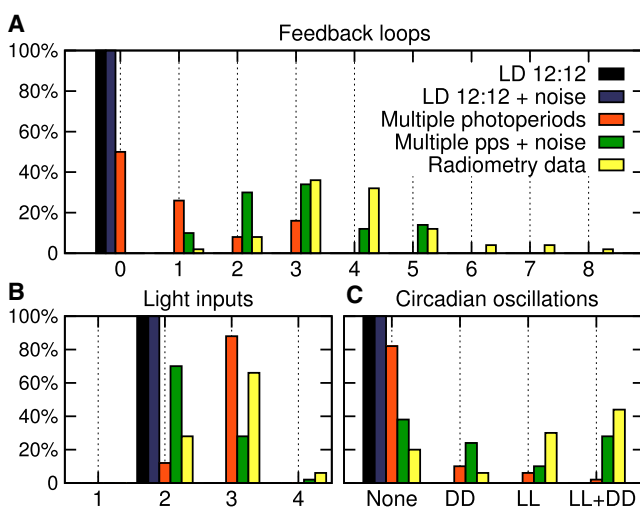 A
Feedback loops
100%
80%
60%
40%
20%
0
LD 12:12
LD 12:12 + noise
Multiple photoperiods
Multiple pps + noise
Radiometry data
0 1 2 3 4 5 6 7 8
B
Light inputs
100%
80%
60%
40%
20%
0
1 2 3 4
C
Circadian oscillations
None DD LL LL+DD